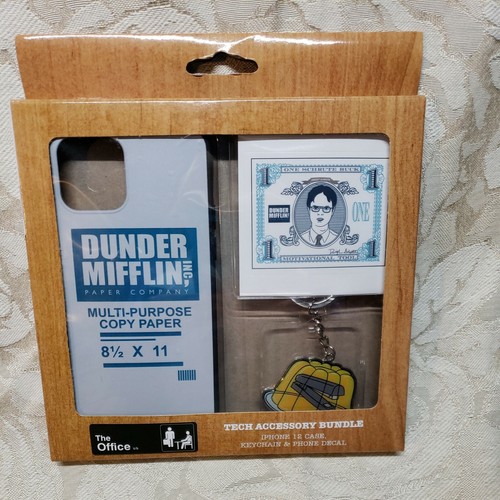 DUNDER
MIFFLIN INC,
PAPER COMPANY
MULTI-PURPOSE
COPY PAPER
8½ X 11
ONE SCHRUTE BUCK
1 1
DUNDER
MIFFLIN
ONE
1 1
MOTIVATIONAL TOOL
The
Office
TECH ACCESSORY BUNDLE
IPHONE 12 CASE,
KEYCHAIN & PHONE DECAL